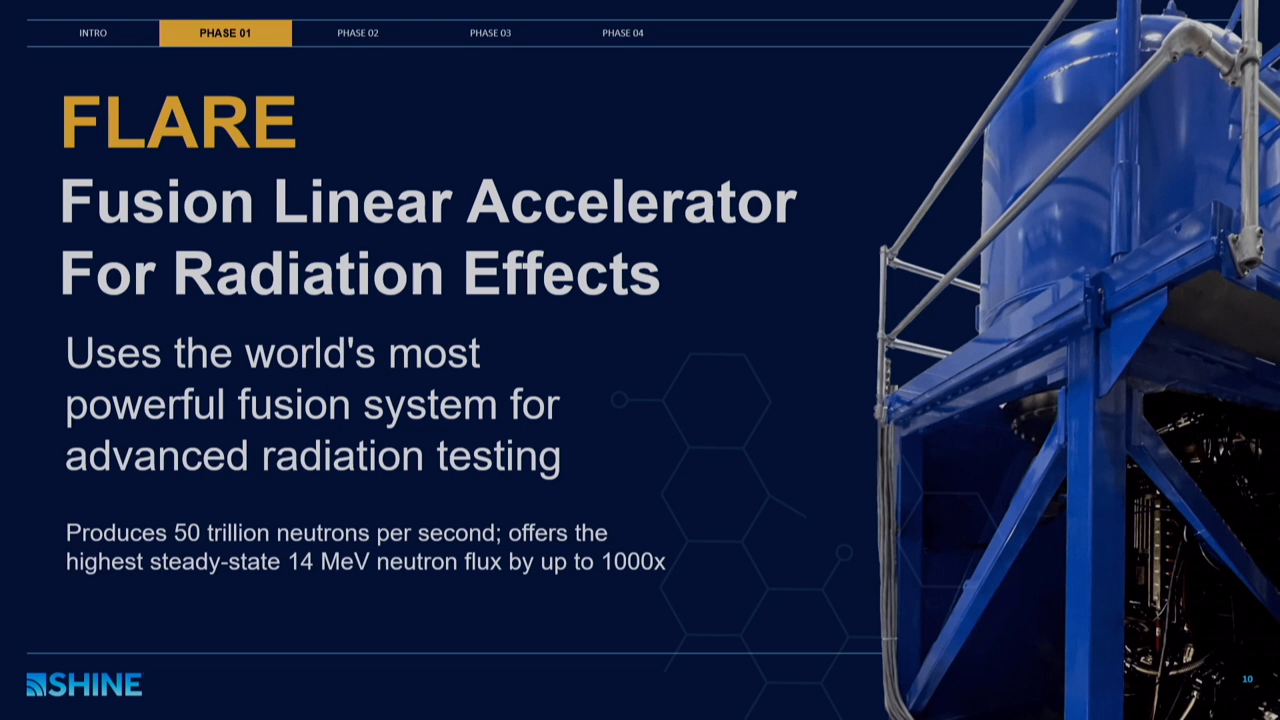 INTRO
PHASE 01
PHASE 02
PHASE 03
PHASE 04
FLARE
Fusion Linear Accelerator
For Radiation Effects
Uses the world's most
powerful fusion system for
advanced radiation testing
Produces 50 trillion neutrons per second; offers the
highest steady-state 14 MeV neutron flux by up to 1000x
SHINE
10